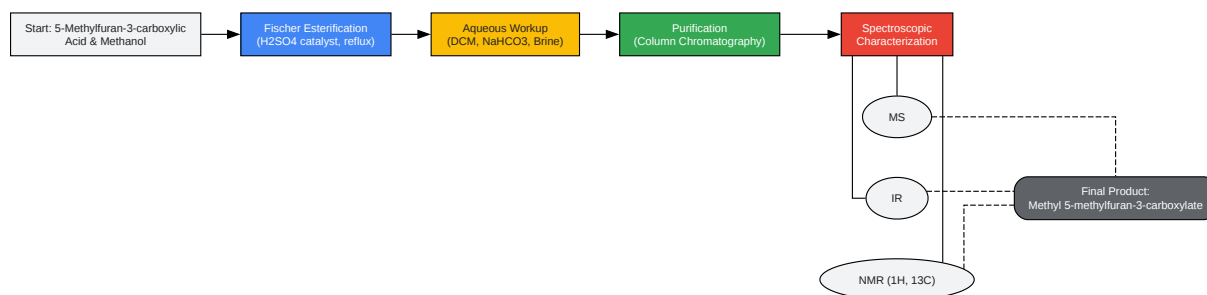 Start: 5-Methylfuran-3-carboxylic
Acid & Methanol
Fischer Esterification
(H2SO4 catalyst, reflux)
Aqueous Workup
(DCM, NaHCO3, Brine)
Purification
(Column Chromatography)
Spectroscopic
Characterization
MS
IR
Final Product:
Methyl 5-methylfuran-3-carboxylate
NMR (1H, 13C)